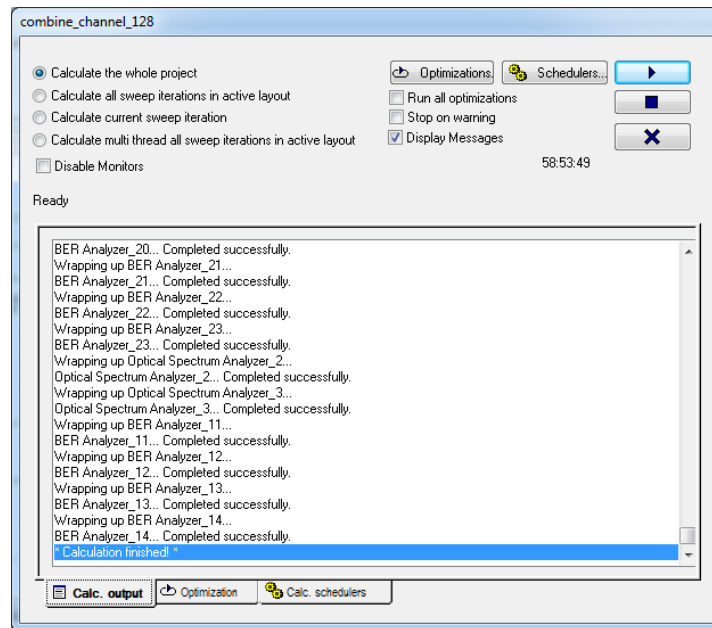 combine_channel_128
Calculate the whole project
Calculate all sweep iterations in active layout
Calculate current sweep iteration
Calculate multi thread all sweep iterations in active layout
Disable Monitors
Optimizations.
Schedulers...
Run all optimizations
Stop on warning
Display Messages
58:53:49
Ready
BER Analyzer_20... Completed successfully.
Wrapping up BER Analyzer_21...
BER Analyzer_21... Completed successfully.
Wrapping up BER Analyzer_22...
BER Analyzer_22... Completed successfully.
Wrapping up BER Analyzer_23...
BER Analyzer_23... Completed successfully.
Wrapping up Optical Spectrum Analyzer_2...
Optical Spectrum Analyzer_2... Completed successfully.
Wrapping up Optical Spectrum Analyzer_3...
Optical Spectrum Analyzer_3... Completed successfully.
Wrapping up BER Analyzer_11...
BER Analyzer_11... Completed successfully.
Wrapping up BER Analyzer_12...
BER Analyzer_12... Completed successfully.
Wrapping up BER Analyzer_13...
BER Analyzer_13... Completed successfully.
Wrapping up BER Analyzer_14...
BER Analyzer_14... Completed successfully.
* Calculation finished! *
Calc. output
Optimization
Calc. schedulers